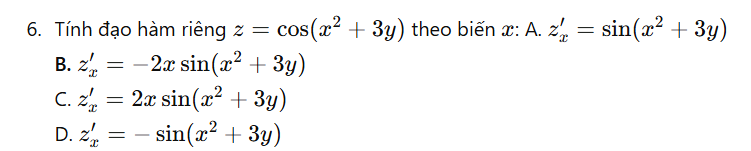 6. Tính đạo hàm riêng $z = \cos(x^2 + 3y)$ theo biến $x$: A. $z'_x = \sin(x^2 + 3y)$
B. $z'_x = -2x \sin(x^2 + 3y)$
C. $z'_x = 2x \sin(x^2 + 3y)$
D. $z'_x = -\sin(x^2 + 3y)$